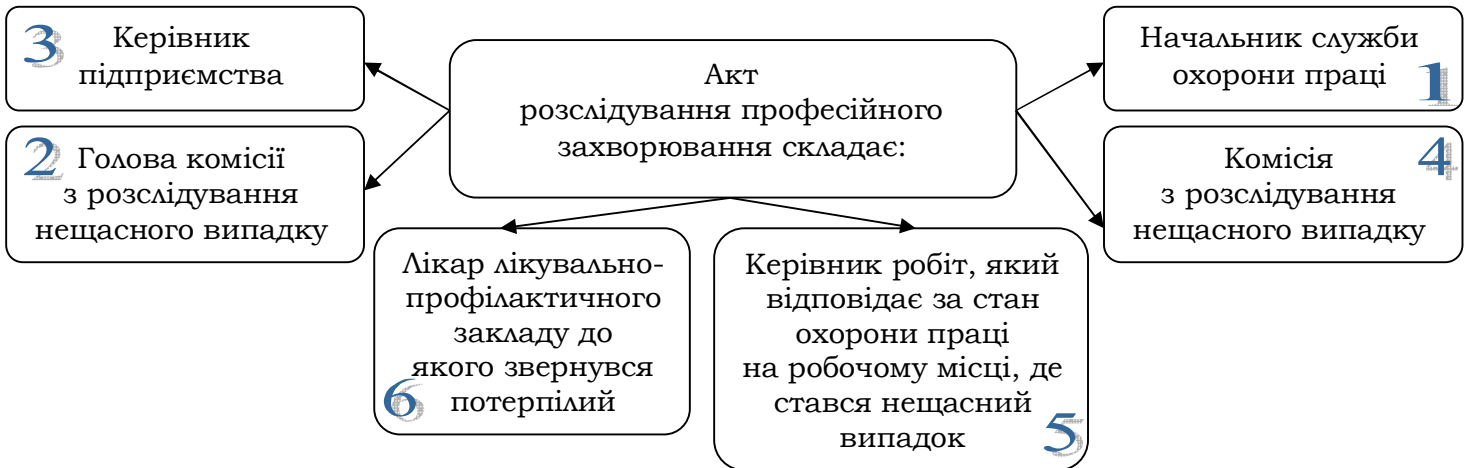 3
Керівник
підприємства
Акт
розслідування професійного
захворювання складає:
Начальник служби
охорони праці
1
2
Голова комісії
з розслідування
нещасного випадку
Комісія
з розслідування
нещасного випадку
4
Лікар лікувально-
профілактичного
закладу до
якого звернувся
потерпілий
6
Керівник робіт, який
відповідає за стан
охорони праці
на робочому місці, де
стався нещасний
випадок
5